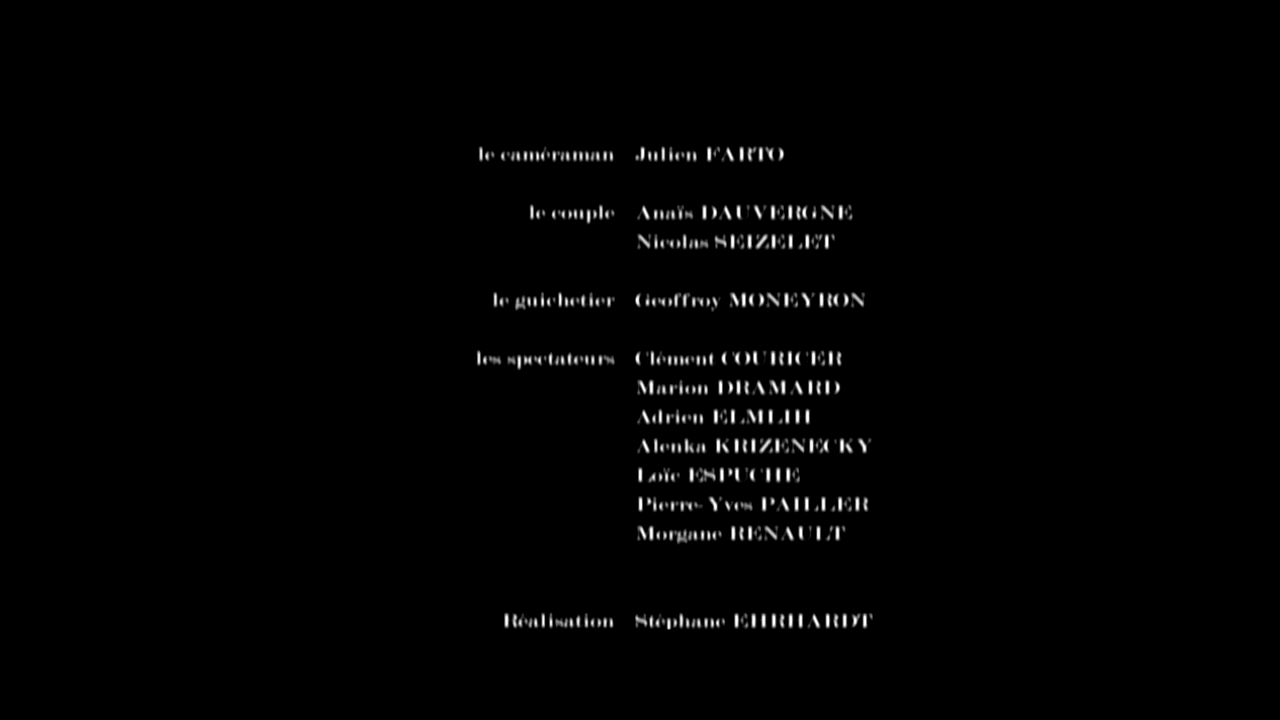 le caméraman Julien FARTO
le couple Anaïs DAUVERGNE
Nicolas SEIZELET
le guichetier Geoffroy MONEYRON
les spectateurs Clément COURICER
Marion DRAMARD
Adrien
Alenka KRIZENECKY
Loïc ESPUCHE
Pierre-Yves PAILLER
Morgane RENAULT
Réalisation Stéphane EHRHARDT